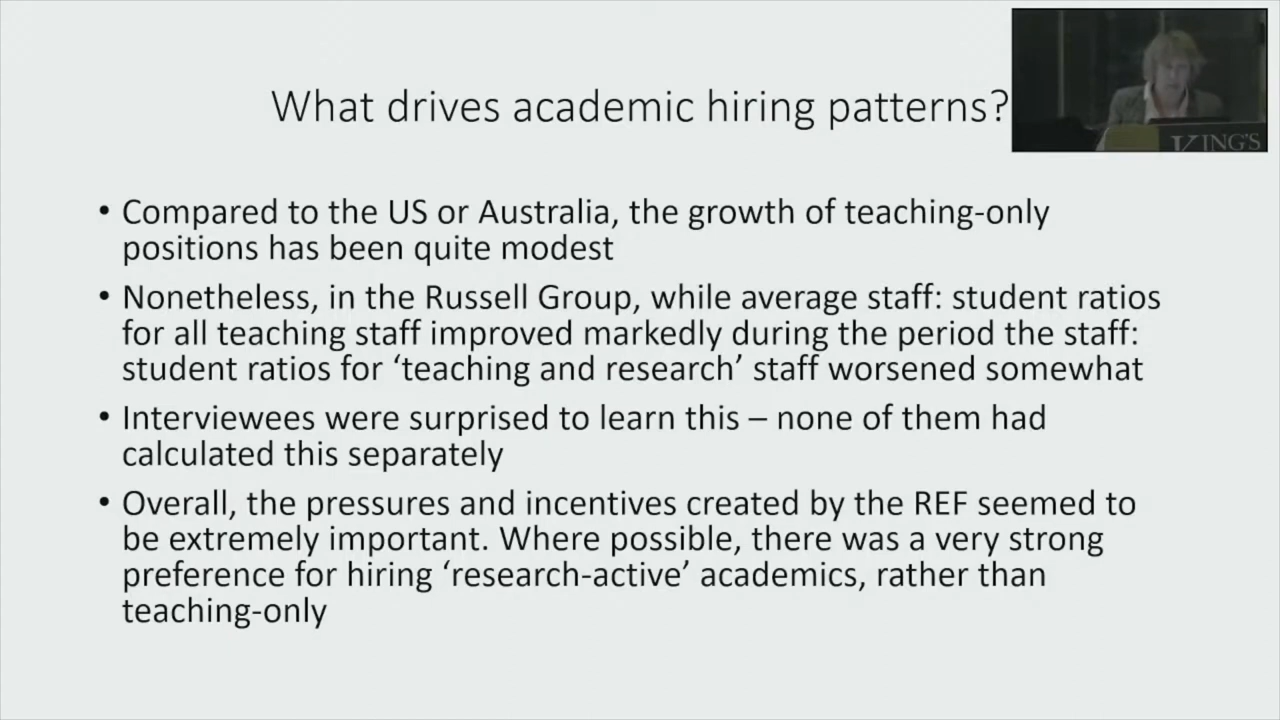 What drives academic hiring patterns?
KING'S
• Compared to the US or Australia, the growth of teaching-only
positions has been quite modest
• Nonetheless, in the Russell Group, while average staff: student ratios
for all teaching staff improved markedly during the period the staff:
student ratios for ‘teaching and research’ staff worsened somewhat
• Interviewees were surprised to learn this – none of them had
calculated this separately
• Overall, the pressures and incentives created by the REF seemed to
be extremely important. Where possible, there was a very strong
preference for hiring ‘research-active’ academics, rather than
teaching-only